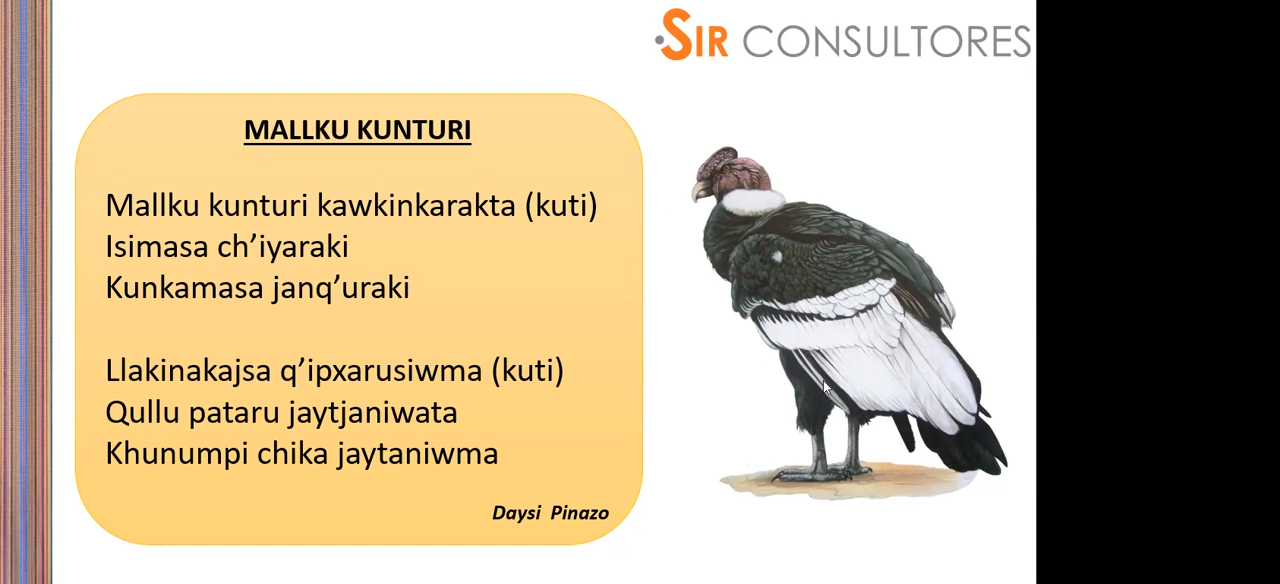 SIR CONSULTORES
MALLKU KUNTURI
Mallku kunturi kawkinkarakta (kuti)
Isimasa ch’iyaraki
Kunkamasa janq’uraki
Llakinakajsa q’ipxarusiwma (kuti)
Qullu pataru jaytjaniwata
Khunumpi chika jaytaniwma
Daysi Pinazo